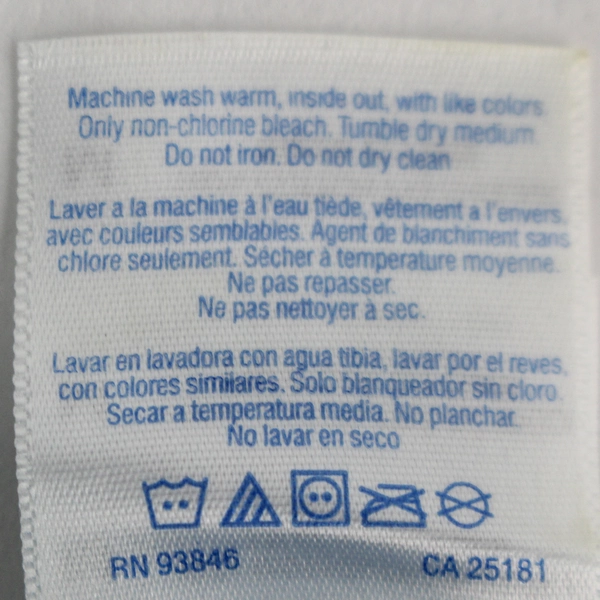 Machine wash warm, inside out, with like colors.
Only non-chlorine bleach. Tumble dry medium.
Do not iron. Do not dry clean
Laver a la machine à l'eau tiède, vêtement a l'envers,
avec couleurs semblables. Agent de blanchiment sans
chlore seulement. Sécher à température moyenne.
Ne pas repasser.
Ne pas nettoyer à sec.
Lavar en lavadora con agua tibia, lavar por el reves,
con colores similares. Solo blanqueador sin cloro.
Secar a temperatura media. No planchar.
No lavar en seco
RN 93846 CA 25181